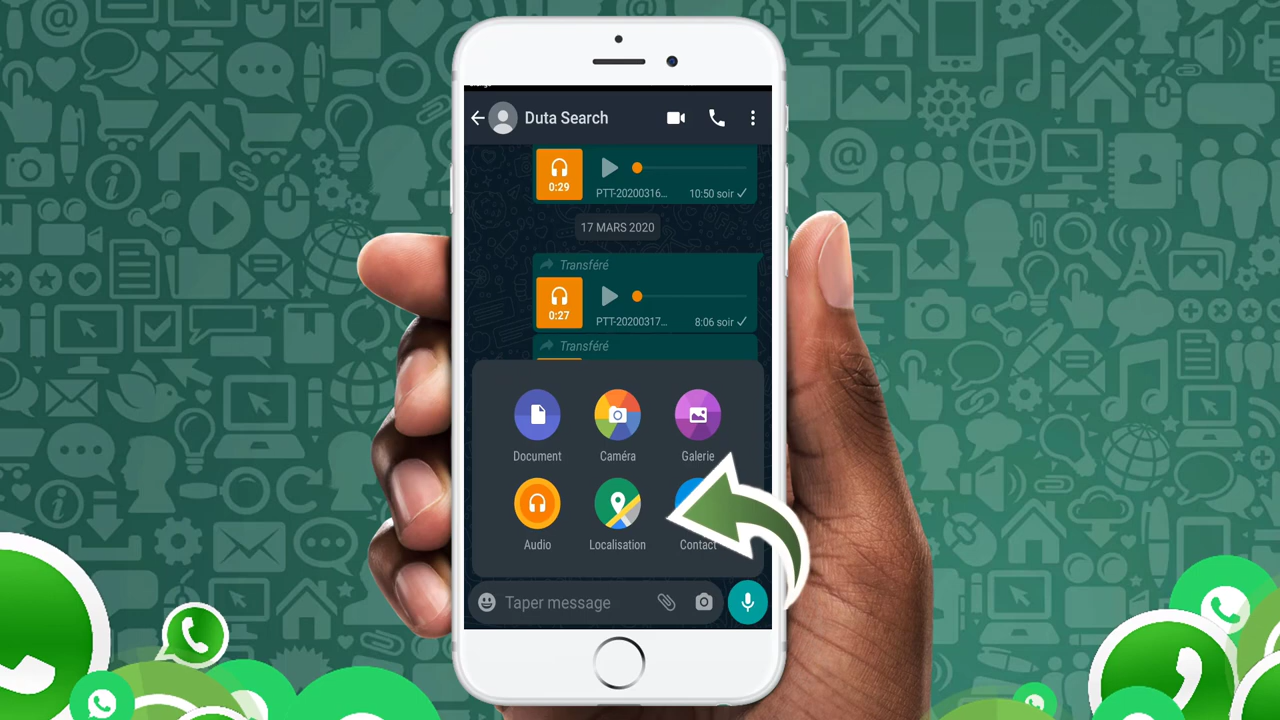 Duta Search
0:29
PTT-20200316... 10:50 soir
17 MARS 2020
Transféré
0:27
PTT-20200317... 8:06 soir
Transféré
Document Caméra Galerie
Audio Localisation Contact
Taper message